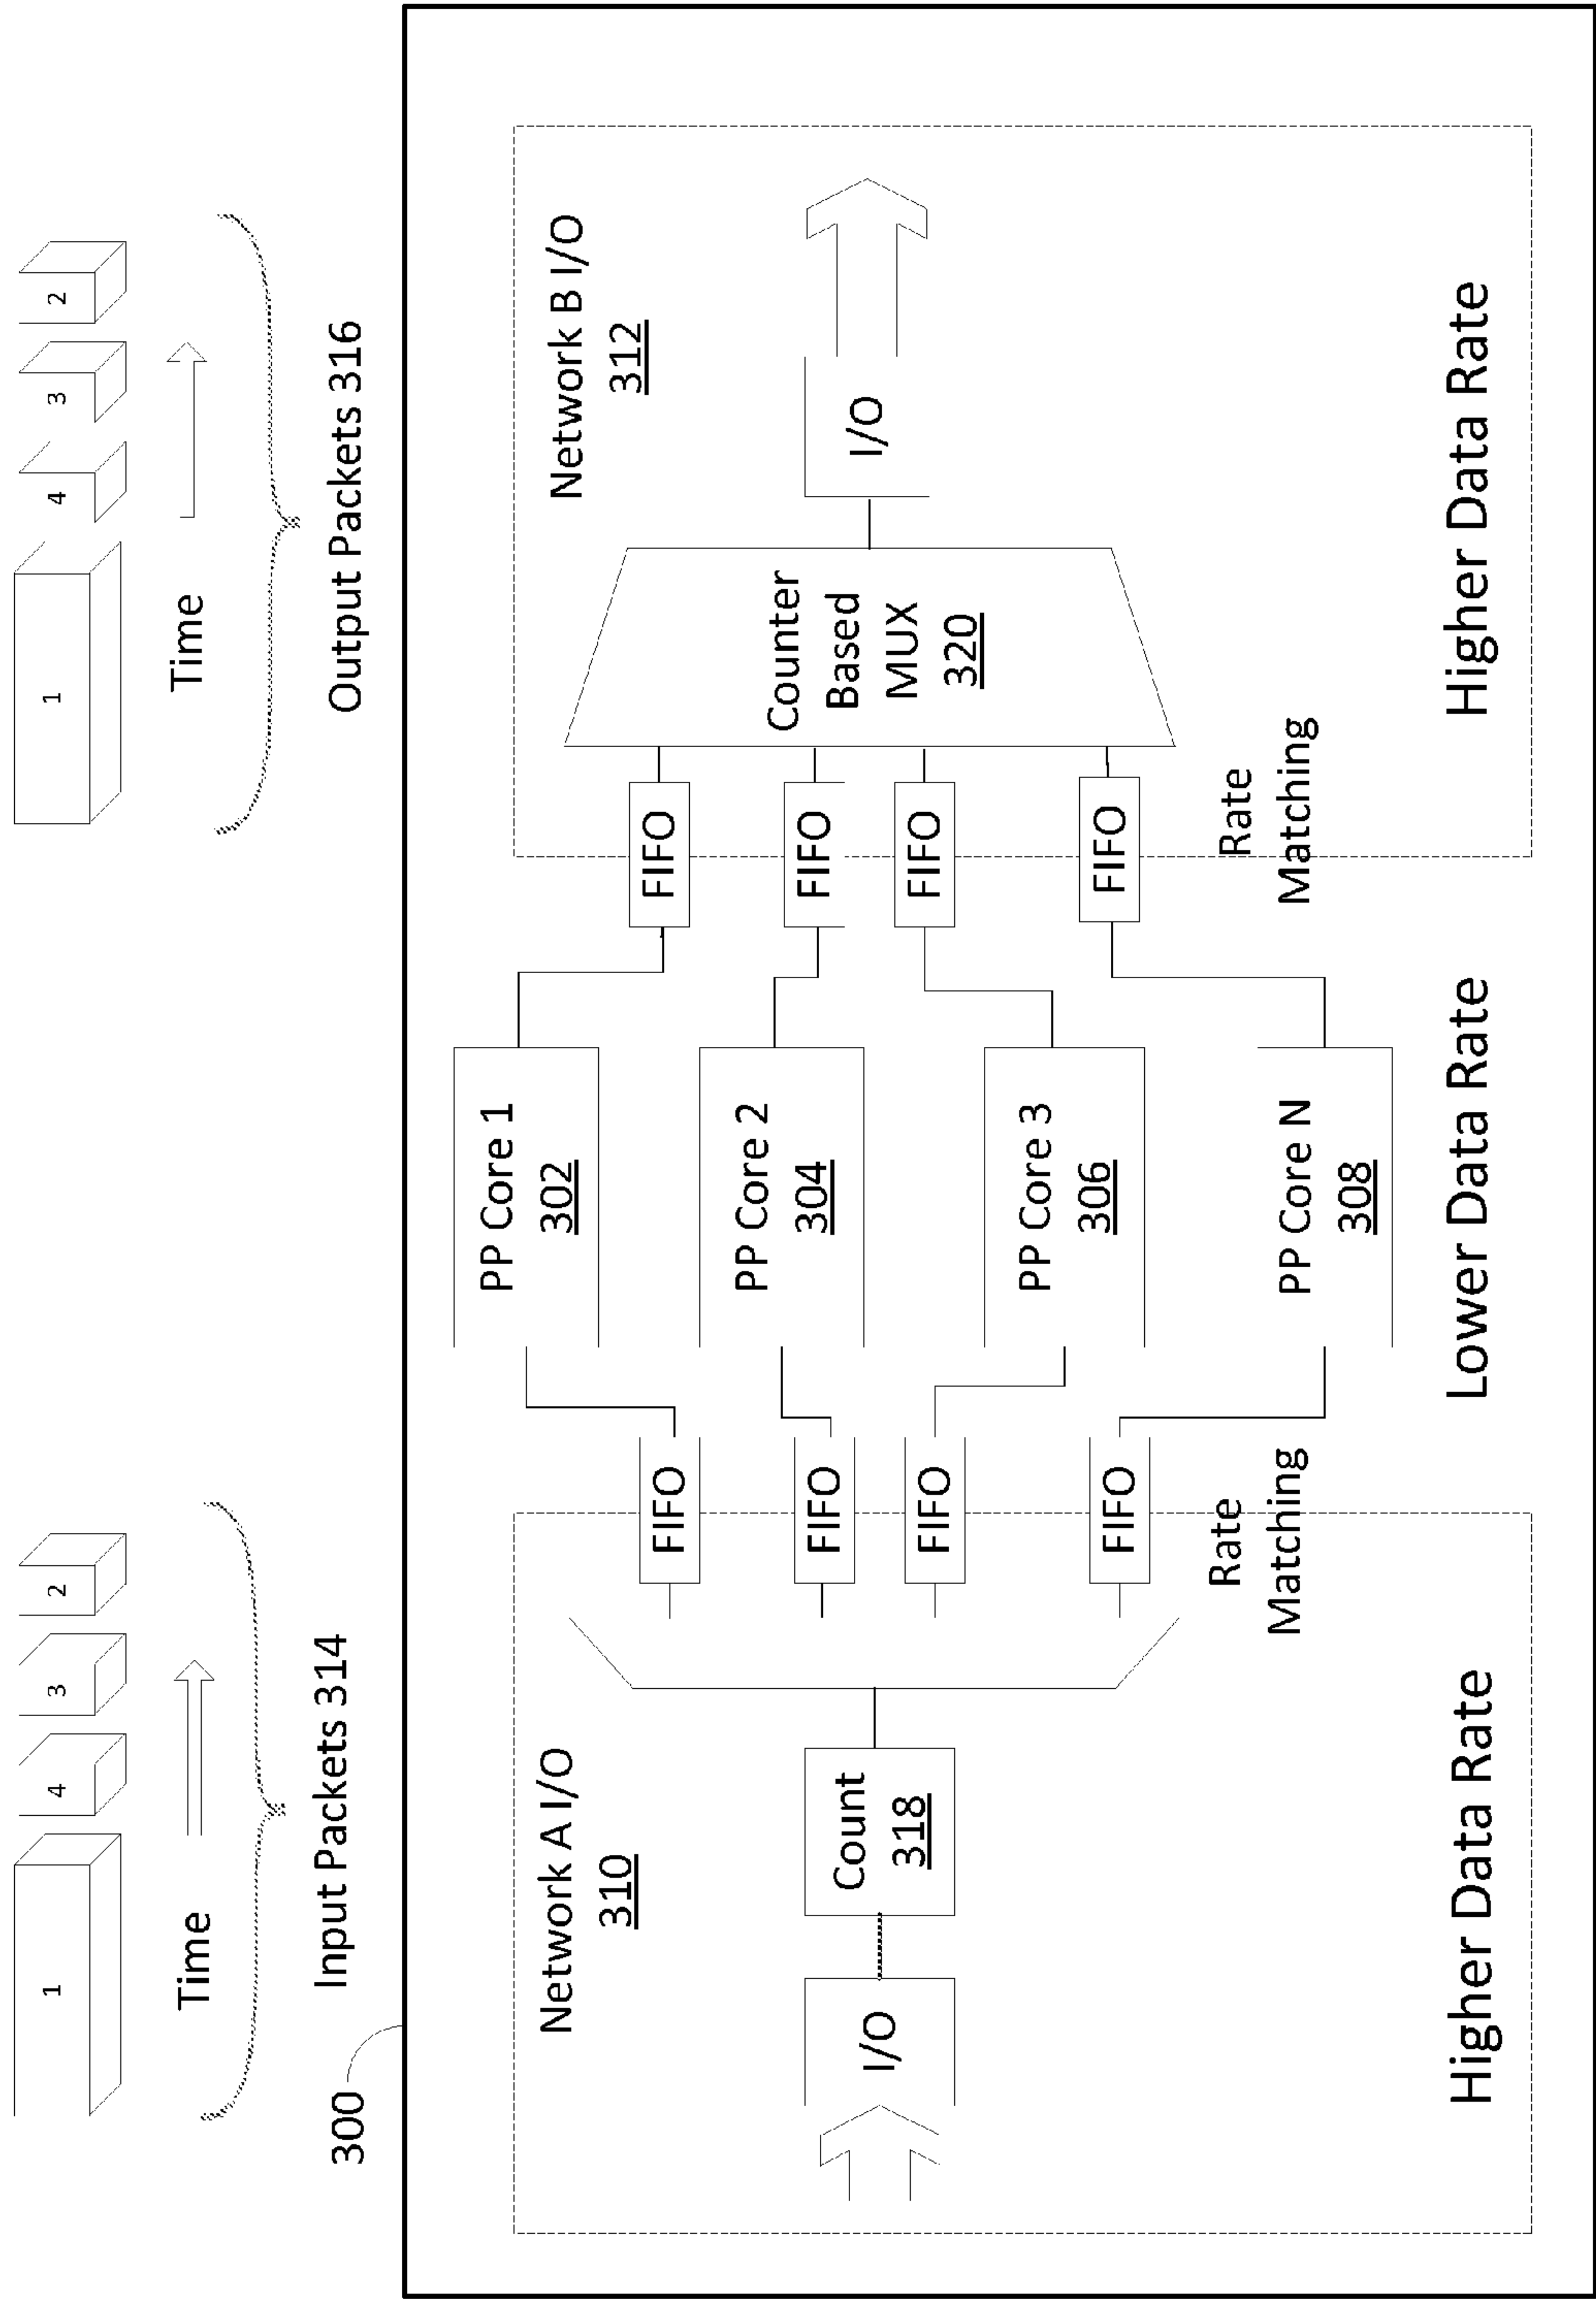 1
4
3
2
Time
Input Packets 314
1
4
3
2
Time
Output Packets 316
300
Network A I/O
310
I/O
Count
318
FIFO
FIFO
FIFO
FIFO
Rate
Matching
Higher Data Rate
PP Core 1
302
PP Core 2
304
PP Core 3
306
PP Core N
308
Lower Data Rate
FIFO
FIFO
FIFO
FIFO
Rate
Matching
Counter
Based
MUX
320
Network B I/O
312
I/O
Higher Data Rate